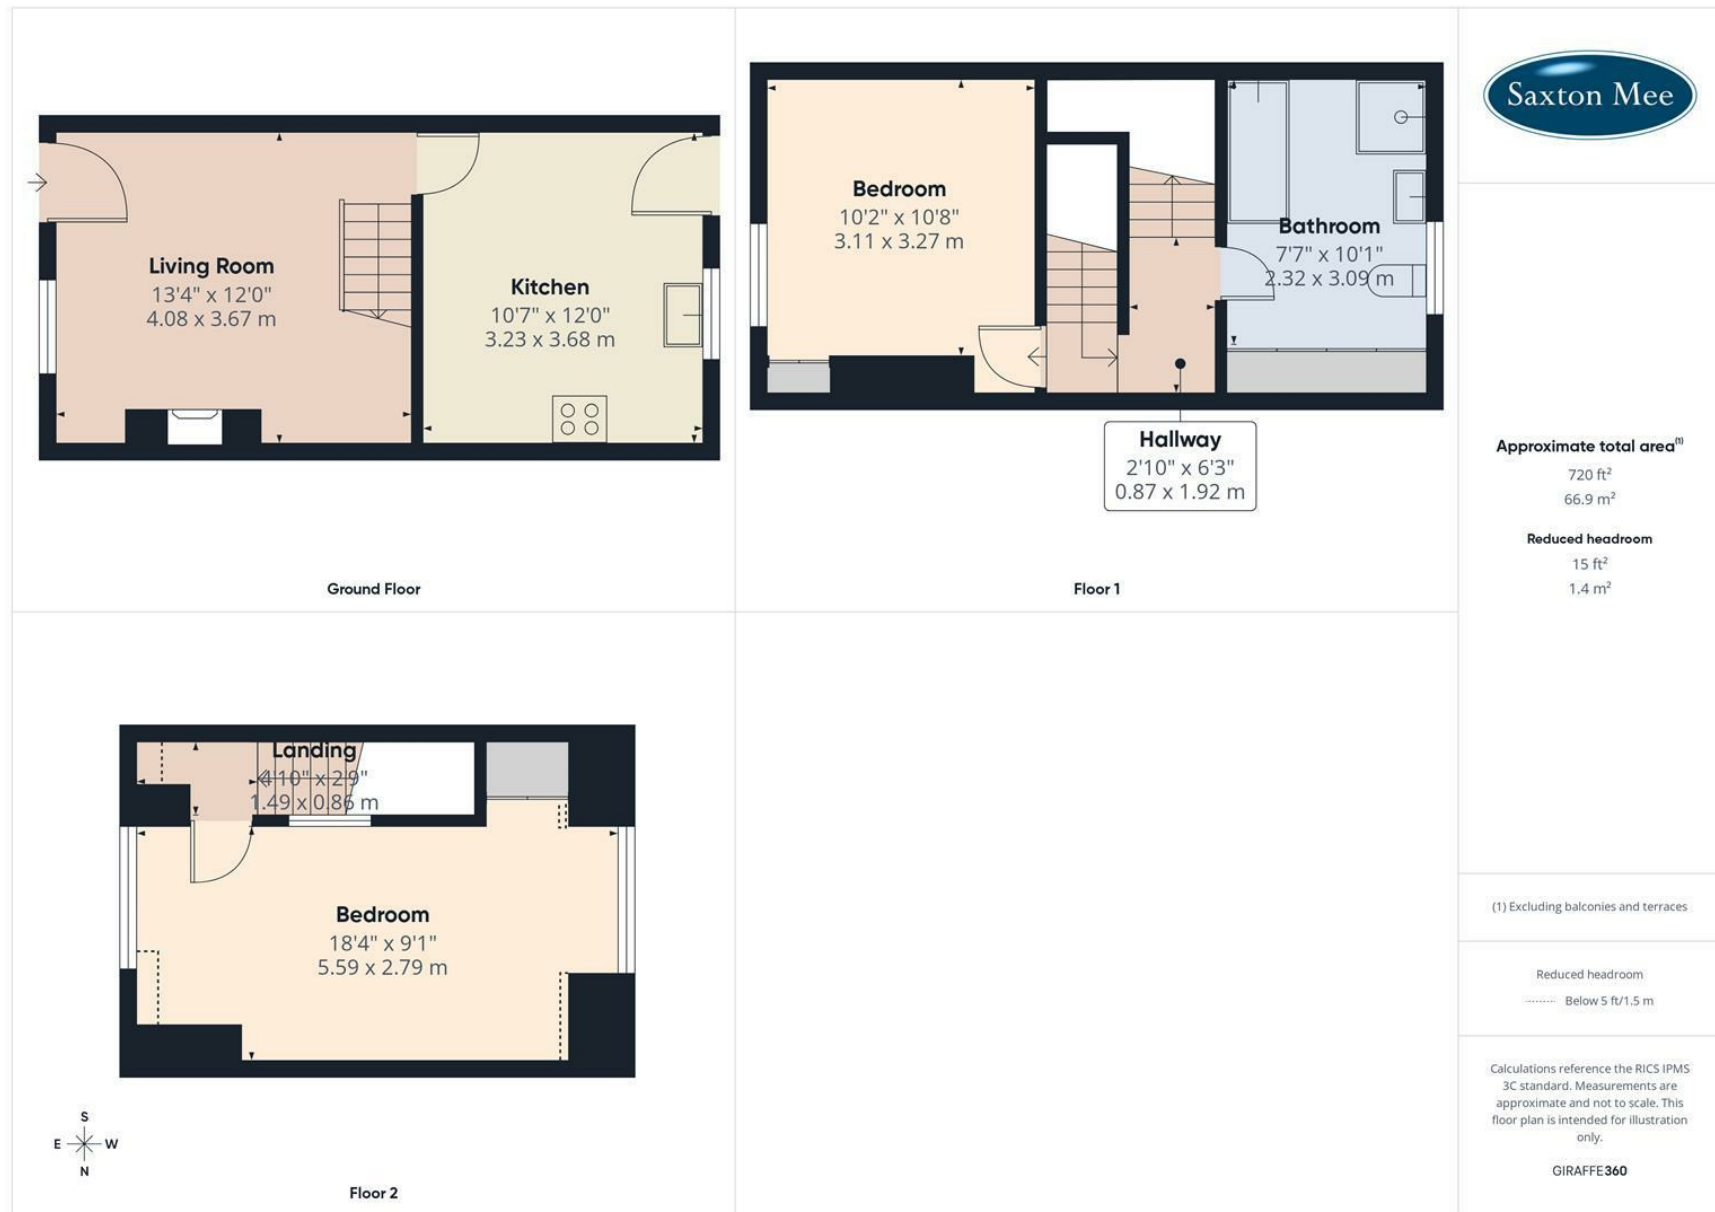 Living Room
13'4" x 12'0"
4.08 x 3.67 m
Kitchen
10'7" x 12'0"
3.23 x 3.68 m
Ground Floor
Bedroom
10'2" x 10'8"
3.11 x 3.27 m
Bathroom
7'7" x 10'1"
2.32 x 3.09 m
Hallway
2'10" x 6'3"
0.87 x 1.92 m
Floor 1
Landing
4'10" x 2'9"
1.49 x 0.86 m
Bedroom
18'4" x 9'1"
5.59 x 2.79 m
S
E W
N
Floor 2
Saxton Mee
Approximate total area(1)
720 ft²
66.9 m²
Reduced headroom
15 ft²
1.4 m²
(1) Excluding balconies and terraces
Reduced headroom
Below 5 ft/1.5 m
Calculations reference the RICS IPMS
3C standard. Measurements are
approximate and not to scale. This
floor plan is intended for illustration
only.
GIRAFFE360